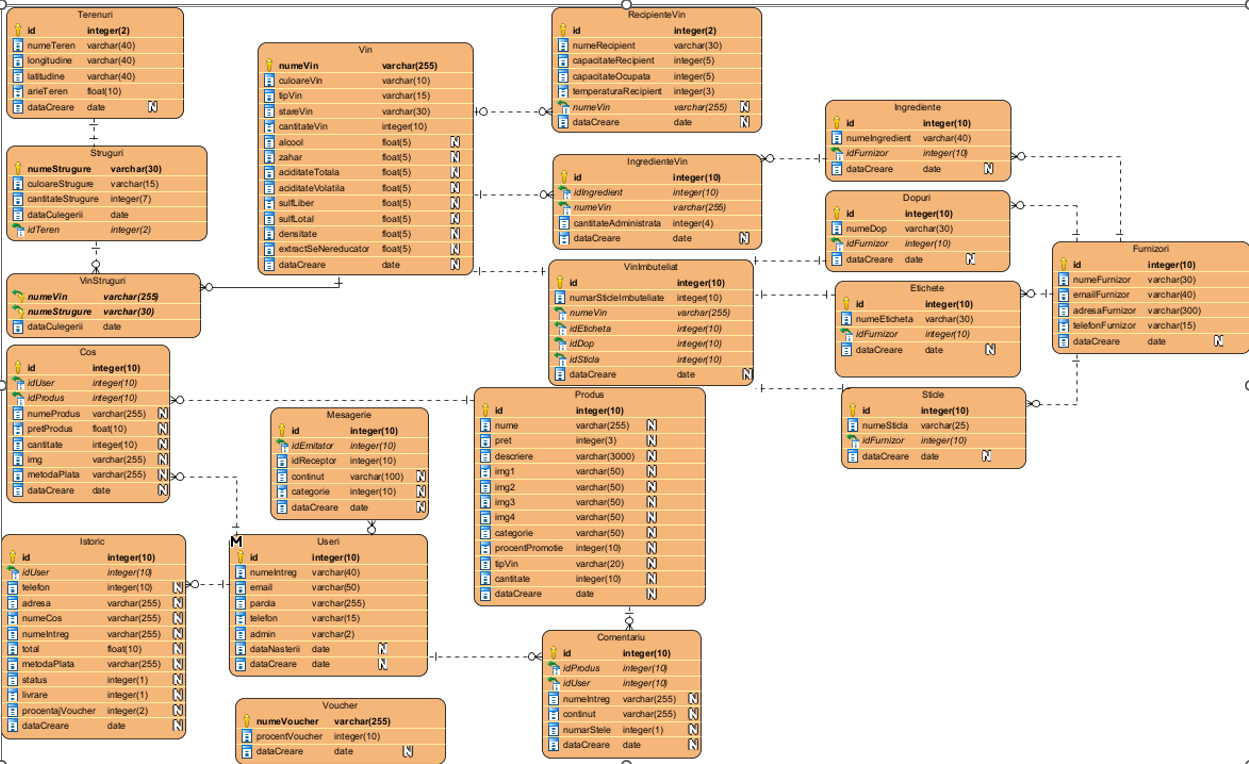 Terenuri
id integer(2)
numeTeren varchar(40)
longitudine varchar(40)
latitudine varchar(40)
arieTeren float(10)
dataCreare date N
Struguri
numeStrugure varchar(30)
culoareStrugure varchar(15)
cantitateStrugure integer(7)
dataCulegerii date
idTeren integer(2)
VinStruguri
numeVin varchar(255)
numeStrugure varchar(30)
dataCulegerii date
Vin
numeVin varchar(255)
culoareVin varchar(10)
tipVin varchar(15)
stareVin varchar(30)
cantitateVin integer(10)
alcool float(5) N
zahar float(5) N
aciditateTotala float(5) N
aciditateVolatila float(5) N
sulfLiber float(5) N
sulfLotal float(5) N
densitate float(5) N
extractSeNereducator float(5) N
dataCreare date N
RecipienteVin
id integer(2)
numeRecipient varchar(30)
capacitateRecipient integer(5)
capacitateOcupata integer(5)
temperaturaRecipient integer(3)
numeVin varchar(255) N
dataCreare date N
IngredienteVin
id integer(10)
idIngredient integer(10)
numeVin varchar(255)
cantitateAdministrata integer(4)
dataCreare date N
VinImbuteliat
id integer(10)
numarSticleImbuteliate integer(10)
numeVin varchar(255)
idEticheta integer(10)
idDop integer(10)
idSticla integer(10)
dataCreare date N
Ingrediente
id integer(10)
numeIngredient varchar(40)
idFurnizor integer(10)
dataCreare date N
Dopuri
id integer(10)
numeDop varchar(30)
idFurnizor integer(10)
dataCreare date N
Etichete
id integer(10)
numeEticheta varchar(30)
idFurnizor integer(10)
dataCreare date N
Sticle
id integer(10)
numeSticla varchar(25)
idFurnizor integer(10)
dataCreare date N
Furnizori
id integer(10)
numeFurnizor varchar(30)
emailFurnizor varchar(40)
adresaFurnizor varchar(300)
telefonFurnizor varchar(15)
dataCreare date N
Cos
id integer(10)
idUser integer(10)
idProdus integer(10)
numeProdus varchar(255) N
pretProdus float(10) N
cantitate integer(10) N
img varchar(255) N
metodaPlata varchar(255) N
dataCreare date N
Mesagerie
id integer(10)
idEmitator integer(10)
idReceptor integer(10)
continut varchar(100) N
categorie integer(10) N
dataCreare date N
Produs
id integer(10)
nume varchar(255) N
pret integer(3) N
descriere varchar(3000) N
img1 varchar(50) N
img2 varchar(50) N
img3 varchar(50) N
img4 varchar(50) N
categorie varchar(50) N
procentPromotie integer(10) N
tipVin varchar(20) N
cantitate integer(10) N
dataCreare date N
Istoric
id integer(10)
idUser integer(10)
telefon integer(10) N
adresa varchar(255) N
numeCos varchar(255) N
numeIntreg varchar(255) N
total float(10) N
metodaPlata varchar(255) N
status integer(1) N
livrare integer(1) N
procentajVoucher integer(2) N
dataCreare date N
M
Useri
id integer(10)
numeIntreg varchar(40)
email varchar(50)
parola varchar(255)
telefon varchar(15)
admin varchar(2)
dataNasterii date N
dataCreare date N
Voucher
numeVoucher varchar(255)
procentVoucher integer(10)
dataCreare date N
Comentariu
id integer(10)
idProdus integer(10)
idUser integer(10)
numeIntreg varchar(255) N
continut varchar(255) N
numarStele integer(1) N
dataCreare date N